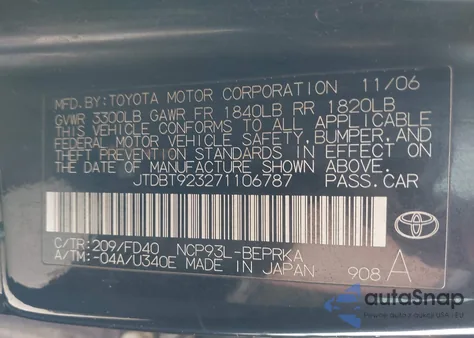 MFD.BY:TOYOTA MOTOR CORPORATION 11/06
GVWR 3300LB GAWR FR 1840LB RR 1820LB
THIS VEHICLE CONFORMS TO ALL APPLICABLE
FEDERAL MOTOR VEHICLE SAFETY,BUMPER,AND
THEFT PREVENTION STANDARDS IN EFFECT ON
THE DATE OF MANUFACTURE SHOWN ABOVE.
JTDBT923271106787 PASS.CAR
C/TR:209/FD40 NCP93L-BEPRKA
A/TM:-04A/U340E MADE IN JAPAN 908 A
TOYOTA
autoSnap